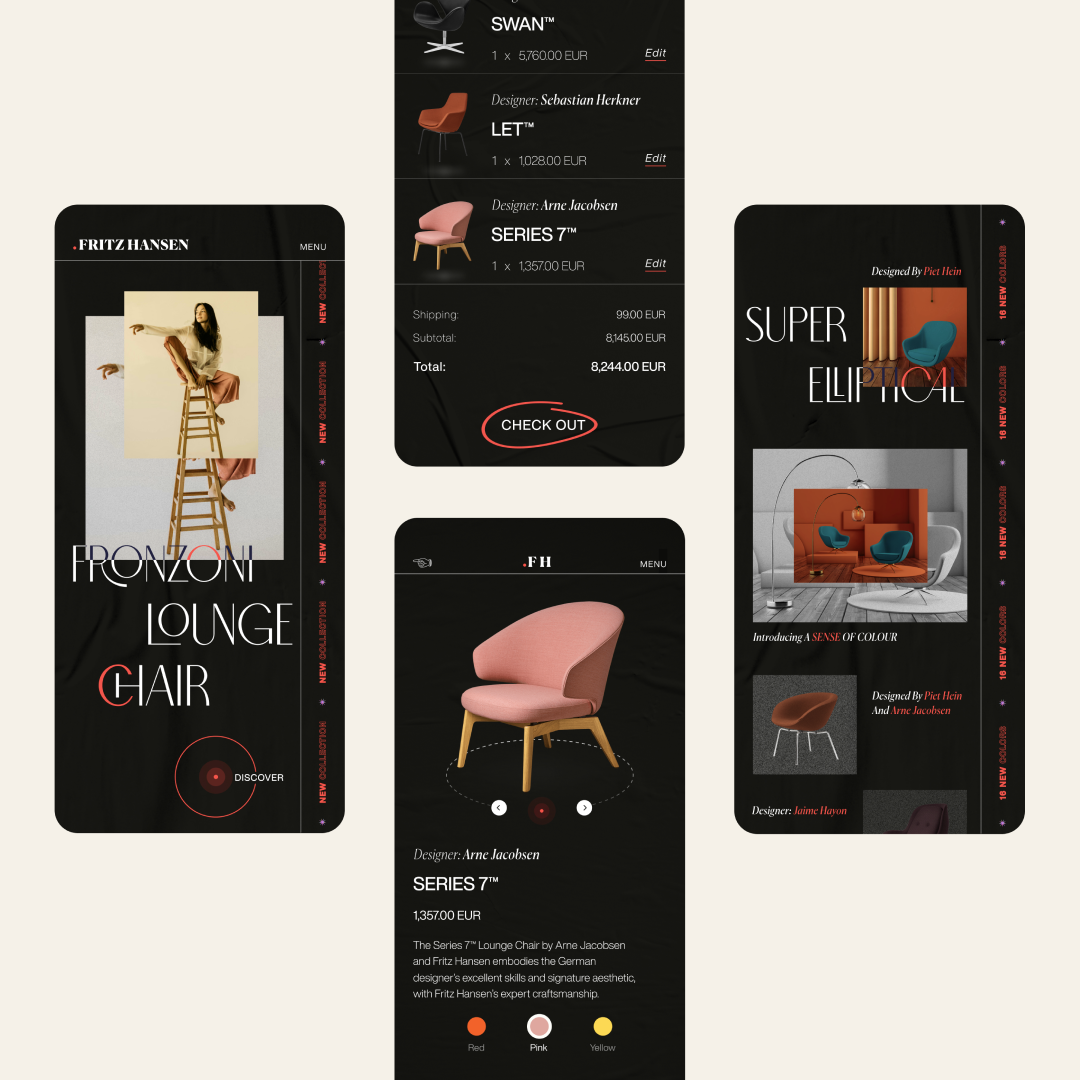 .FRITZ HANSEN
MENU
FRONZONI
LOUNGE
CHAIR
DISCOVER
NEW COLLECTION
NEW COLLECTION
NEW COLLECTION
NEW COLLECTION
NEW COLLECTION
SWAN™
1 x 5,760.00 EUR
Edit
Designer: Sebastian Herkner
LET™
1 x 1,028.00 EUR
Edit
Designer: Arne Jacobsen
SERIES 7™
1 x 1,357.00 EUR
Edit
Shipping: 99.00 EUR
Subtotal: 8,145.00 EUR
Total: 8,244.00 EUR
CHECK OUT
.FH
MENU
Designer: Arne Jacobsen
SERIES 7™
1,357.00 EUR
The Series 7™ Lounge Chair by Arne Jacobsen
and Fritz Hansen embodies the German
designer's excellent skills and signature aesthetic,
with Fritz Hansen's expert craftsmanship.
Red
Pink
Yellow
Designed By Piet Hein
SUPER
ELLIPTICAL
Introducing A SENSE OF COLOUR
Designed By Piet Hein
And Arne Jacobsen
Designer: Jaime Hayon
16 NEW COLORS
16 NEW COLORS
16 NEW COLORS
16 NEW COLORS
16 NEW COLORS